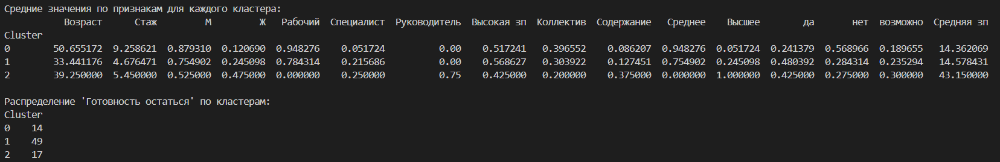 Средние значения по признакам для каждого кластера:
Возраст Стаж М Ж Рабочий Специалист Руководитель Высокая зп Коллектив Содержание Среднее Высшее да нет возможно Средняя зп
Cluster
0 50.655172 9.258621 0.879310 0.120690 0.948276 0.051724 0.00 0.517241 0.396552 0.086207 0.948276 0.051724 0.241379 0.568966 0.189655 14.362069
1 33.441176 4.676471 0.754902 0.245098 0.784314 0.215686 0.00 0.568627 0.303922 0.127451 0.754902 0.245098 0.480392 0.284314 0.235294 14.578431
2 39.250000 5.450000 0.525000 0.475000 0.000000 0.250000 0.75 0.425000 0.200000 0.375000 0.000000 1.000000 0.425000 0.275000 0.300000 43.150000
Распределение 'Готовность остаться' по кластерам:
Cluster
0 14
1 49
2 17